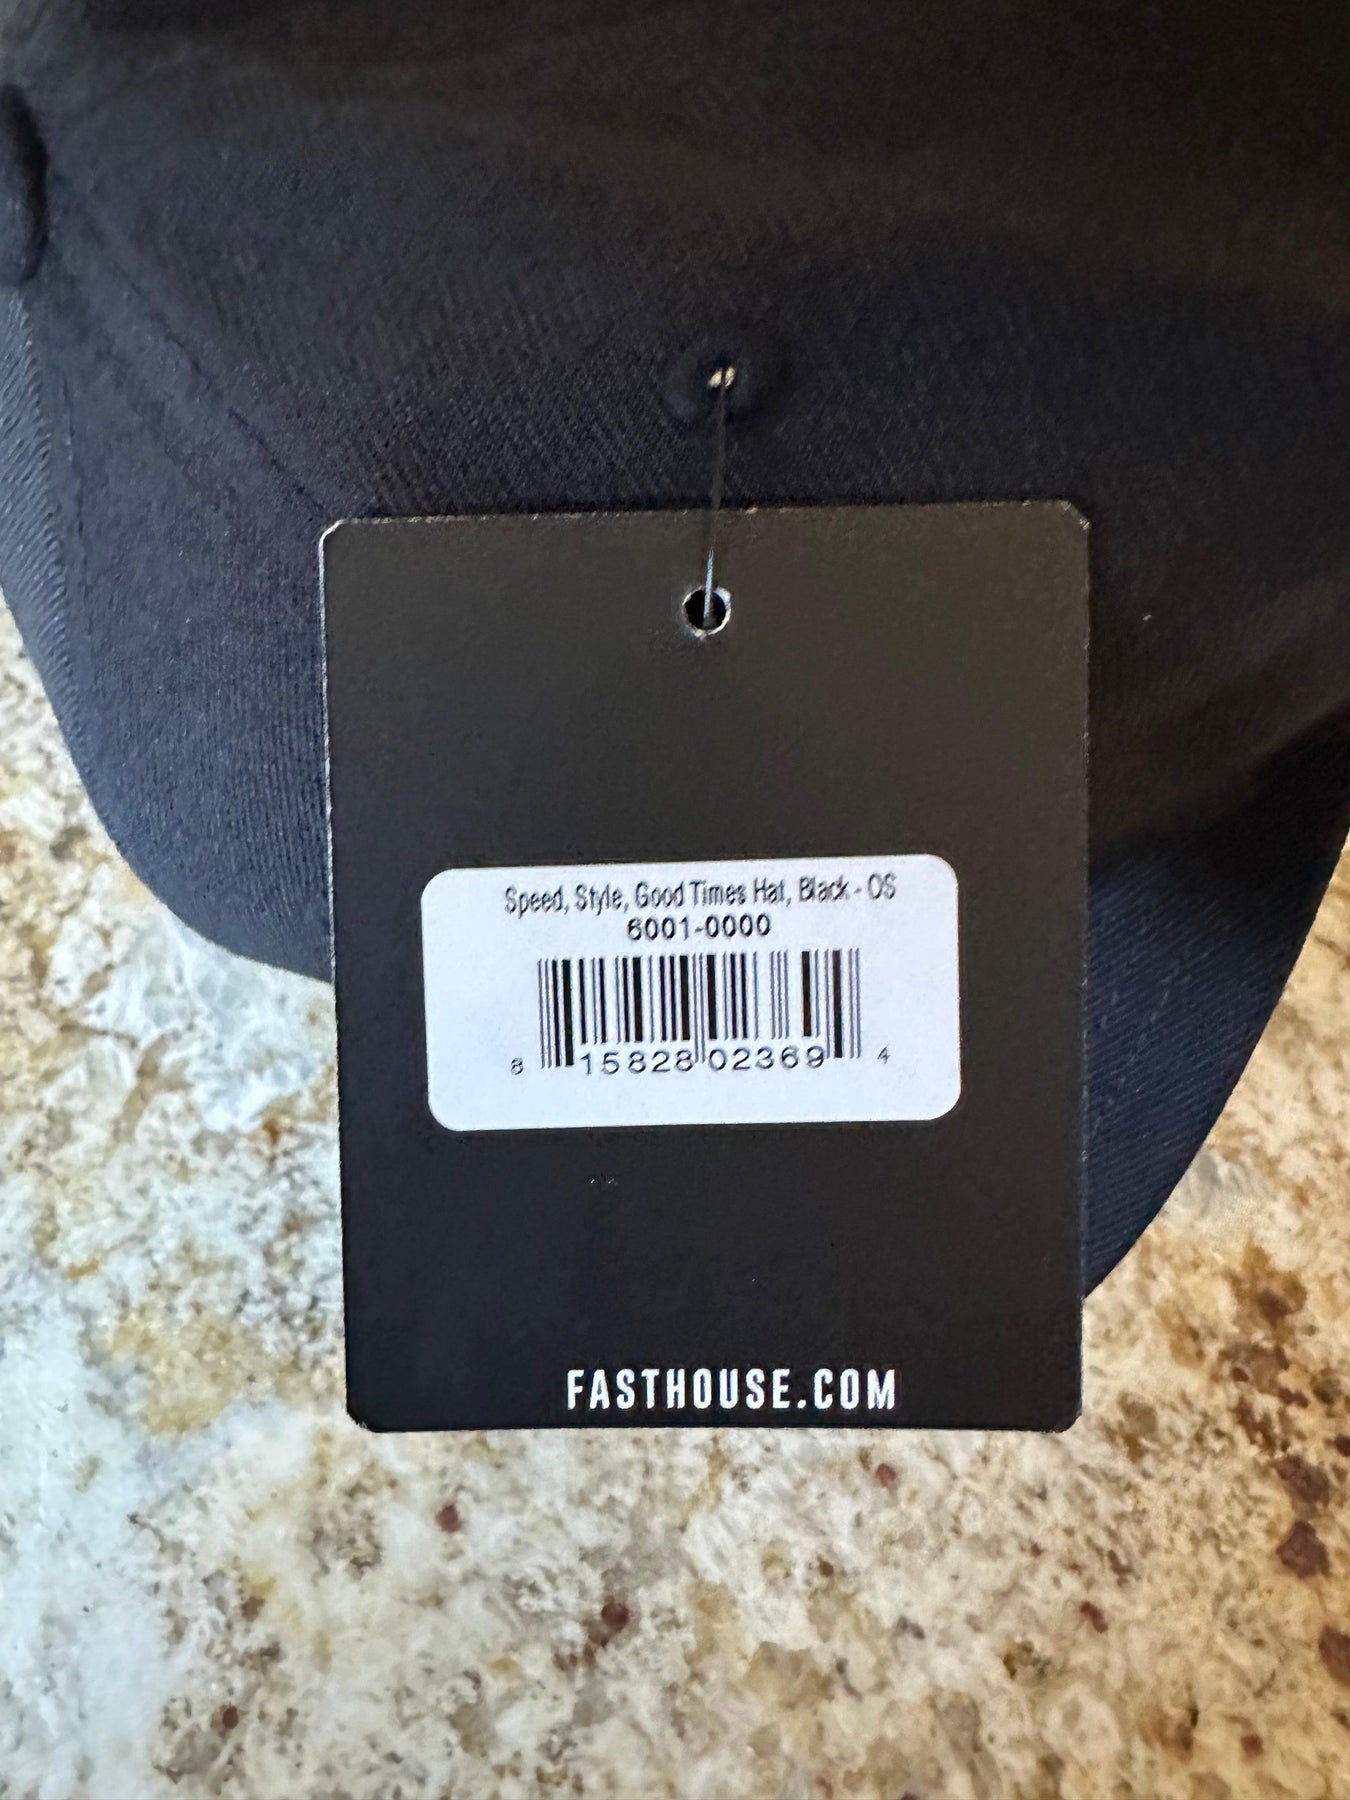 Speed, Style, Good Times Hat, Black - OS
6001-0000
8 15828 02369 4
FASTHOUSE.COM